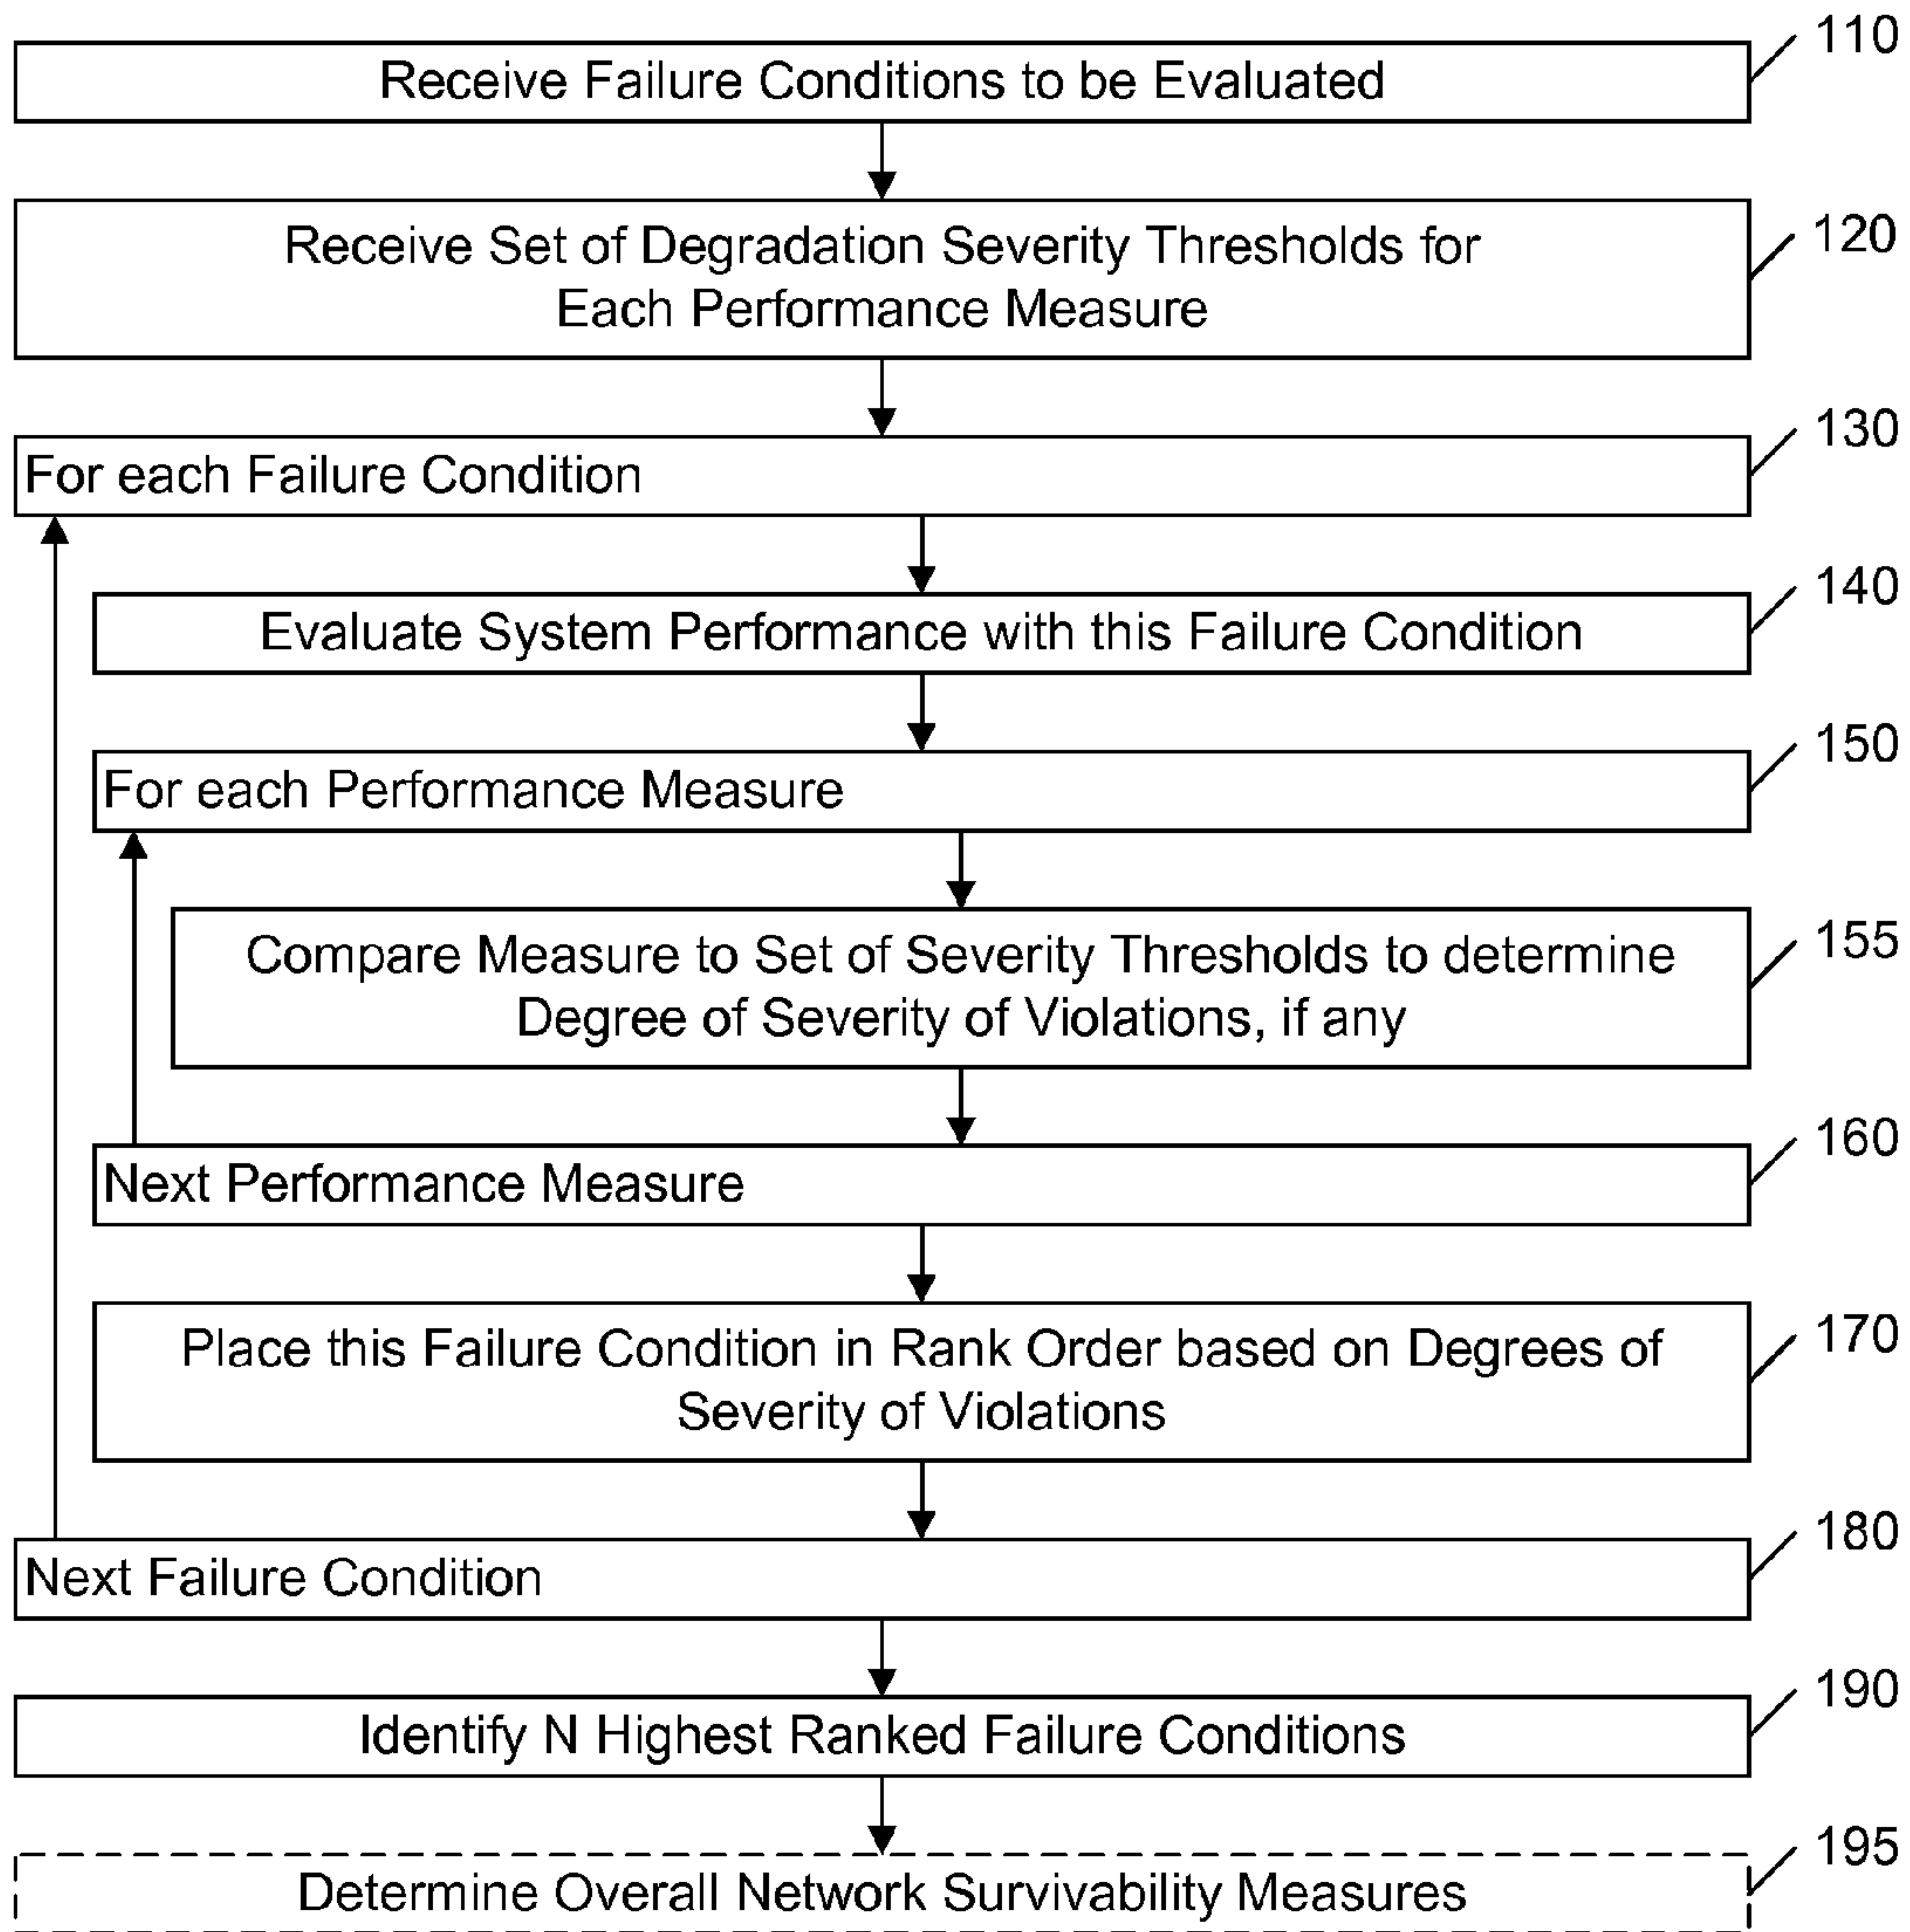 110
Receive Failure Conditions to be Evaluated
120
Receive Set of Degradation Severity Thresholds for
Each Performance Measure
130
For each Failure Condition
140
Evaluate System Performance with this Failure Condition
150
For each Performance Measure
155
Compare Measure to Set of Severity Thresholds to determine
Degree of Severity of Violations, if any
160
Next Performance Measure
170
Place this Failure Condition in Rank Order based on Degrees of
Severity of Violations
180
Next Failure Condition
190
Identify N Highest Ranked Failure Conditions
195
Determine Overall Network Survivability Measures